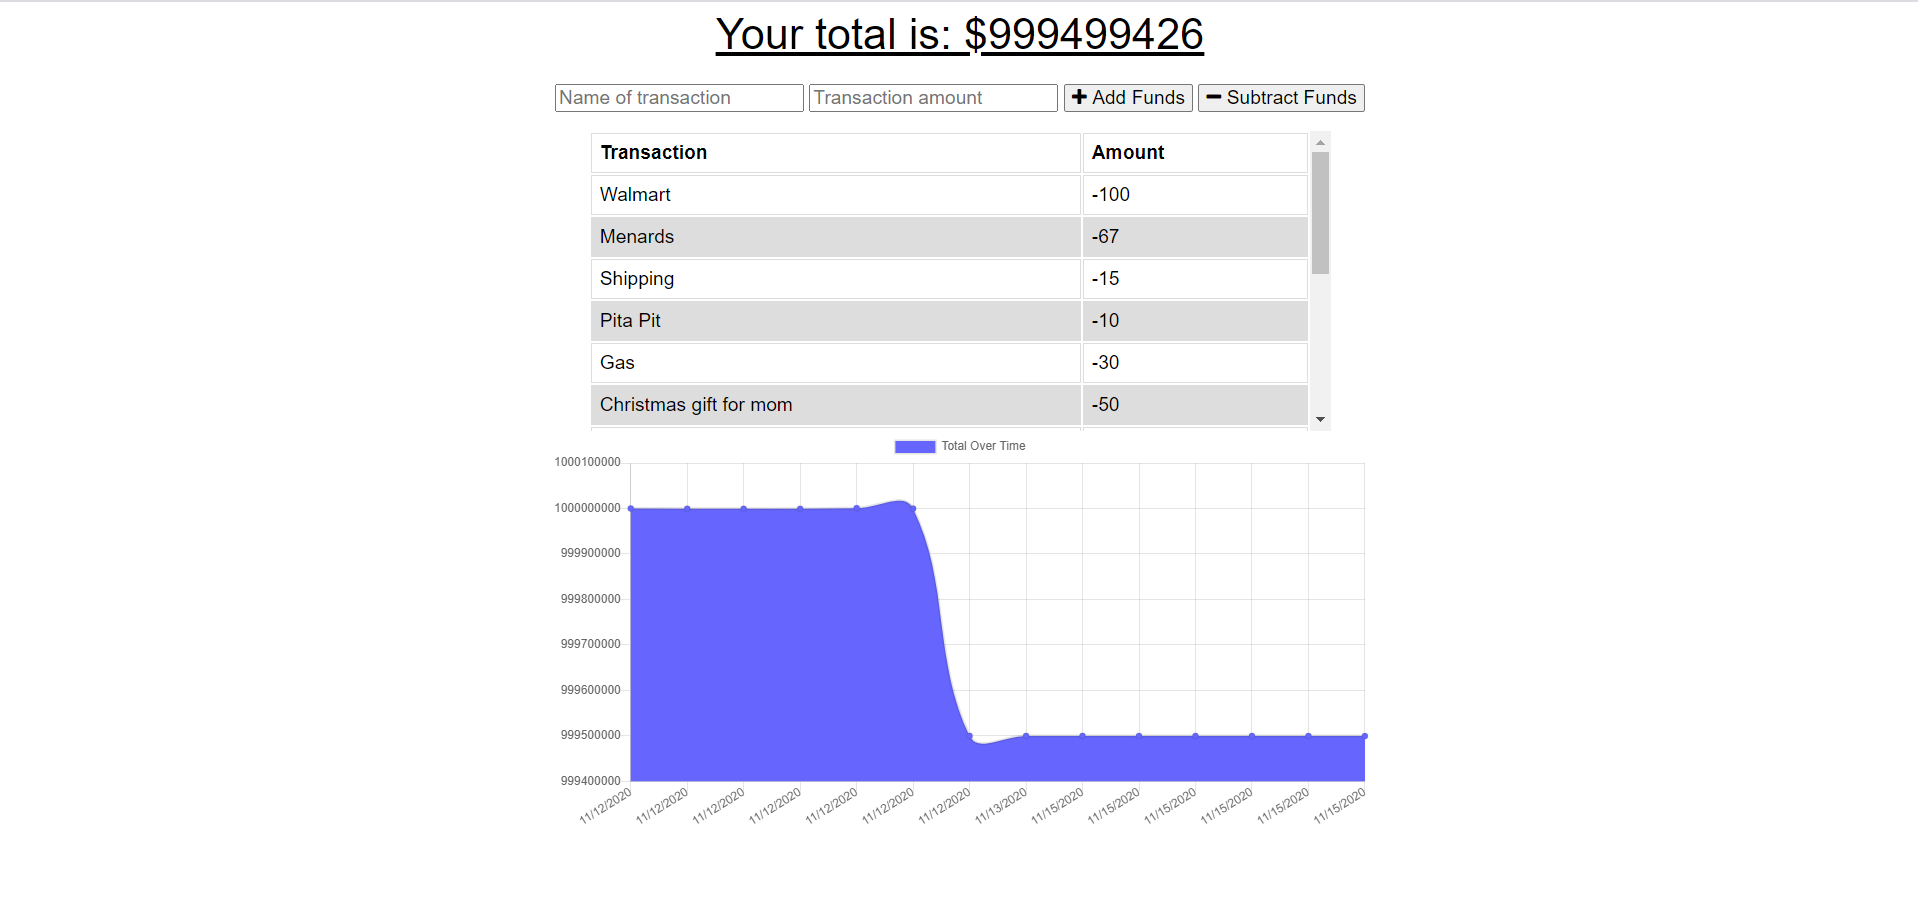 Your total is: $999499426
Name of transaction Transaction amount Add Funds Subtract Funds
Transaction Amount
Walmart -100
Menards -67
Shipping -15
Pita Pit -10
Gas -30
Christmas gift for mom -50
Total Over Time
1000100000
1000000000
999900000
999800000
999700000
999600000
999500000
999400000
11/12/2020 11/12/2020 11/12/2020 11/12/2020 11/12/2020 11/12/2020 11/12/2020 11/13/2020 11/15/2020 11/15/2020 11/15/2020 11/15/2020 11/15/2020 11/15/2020